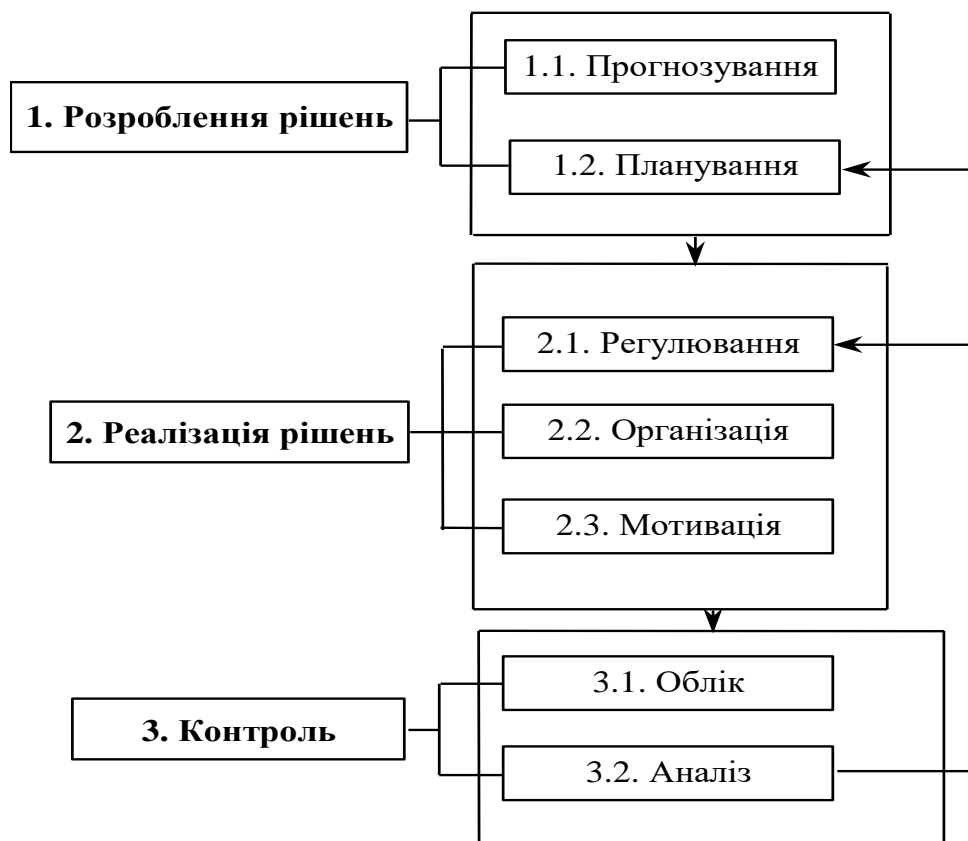 1.1. Прогнозування
1. Розроблення рішень
1.2. Планування
2.1. Регулювання
2. Реалізація рішень
2.2. Організація
2.3. Мотивація
3.1. Облік
3. Контроль
3.2. Аналіз